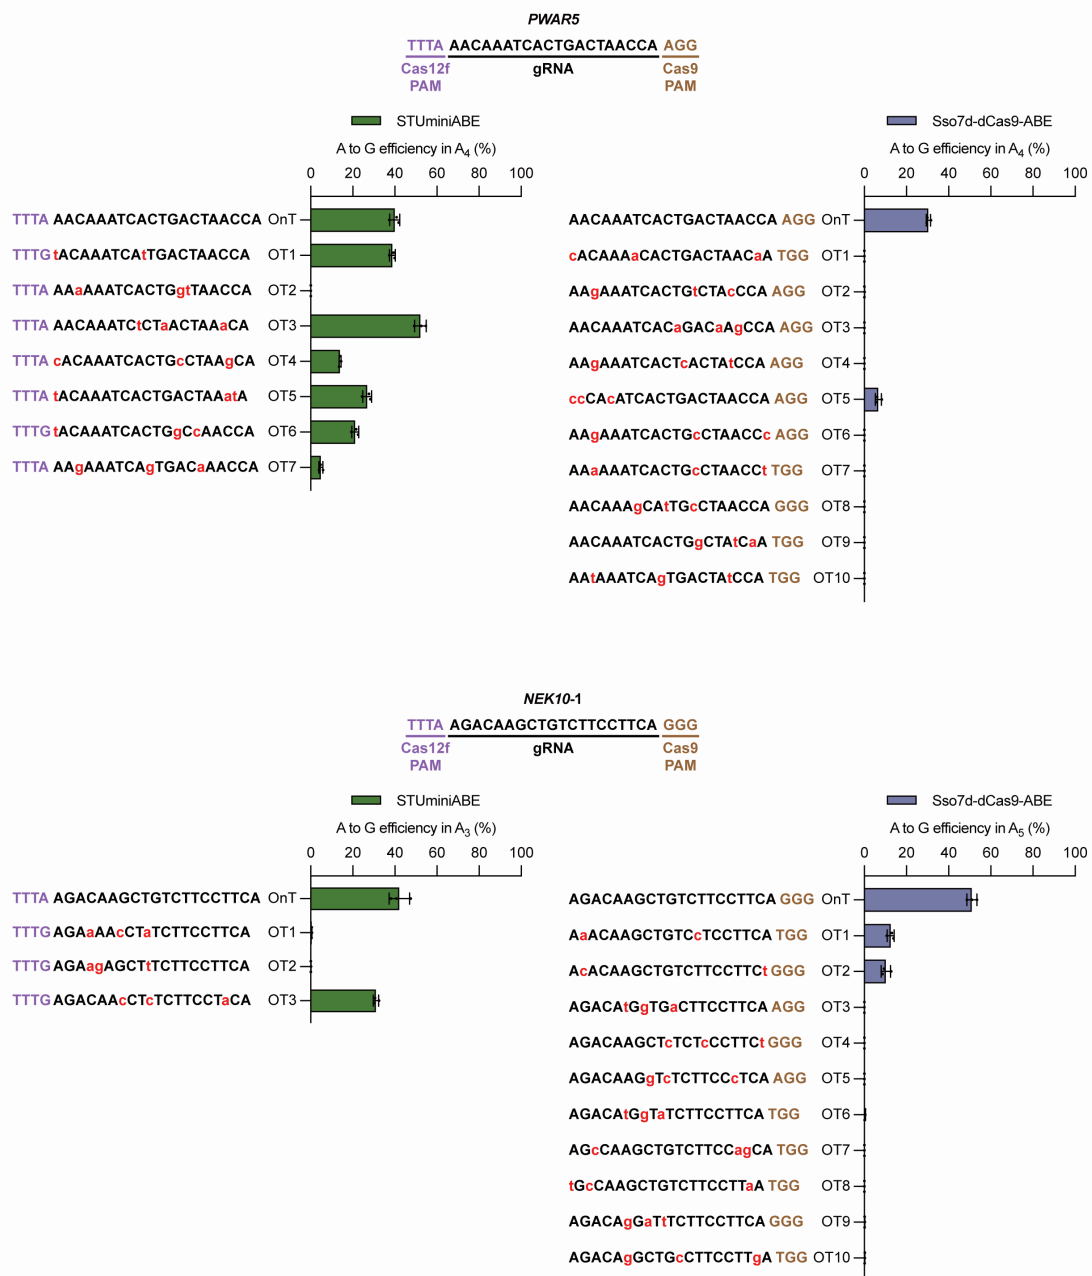 PWAR5
TTTA AACAAATCACTGACTAACCA AGG
Cas12f PAM gRNA Cas9 PAM
STUminiABE
A to G efficiency in A4 (%)
0 20 40 60 80 100
TTTA AACAAATCACTGACTAACCA OnT
TTTG tACAAATCAtTGACTAACCA OT1
TTTA AAaAAATCACTGgtTAACCA OT2
TTTA AACAAATCtCTaACTAAaCA OT3
TTTA cACAAATCACTGcCTAAgCA OT4
TTTA tACAAATCACTGACTAAatA OT5
TTTG tACAAATCACTGgCcAACCA OT6
TTTA AAgAAATCAgTGACaAACCA OT7
Sso7d-dCas9-ABE
A to G efficiency in A4 (%)
0 20 40 60 80 100
AACAAATCACTGACTAACCA AGG OnT
cACAAAaCACTGACTAACaA TGG OT1
AAgAAATCACTGtCTAcCCA AGG OT2
AACAAATCACaGACaAgCCA AGG OT3
AAgAAATCACTcACTAtCCA AGG OT4
ccCAcATCACTGACTAACCA AGG OT5
AAgAAATCACTGcCTAACCc AGG OT6
AAaAAATCACTGcCTAACCt TGG OT7
AACAAAgCAtTGcCTAACCA GGG OT8
AACAAATCACTGgCTAtCaA TGG OT9
AAtAAATCAgTGACTAtCCA TGG OT10
NEK10-1
TTTA AGACAAGCTGTCTTCCTTCA GGG
Cas12f PAM gRNA Cas9 PAM
STUminiABE
A to G efficiency in A3 (%)
0 20 40 60 80 100
TTTA AGACAAGCTGTCTTCCTTCA OnT
TTTG AGAaAAcCTaTCTTCCTTCA OT1
TTTG AGAagAGCTtTCTTCCTTCA OT2
TTTG AGACAAcCTcTCTTCCTaCA OT3
Sso7d-dCas9-ABE
A to G efficiency in A5 (%)
0 20 40 60 80 100
AGACAAGCTGTCTTCCTTCA GGG OnT
AaACAAGCTGTCcTCCTTCA TGG OT1
AcACAAGCTGTCTTCCTTCt GGG OT2
AGACAtGgTGaCTTCCTTCA AGG OT3
AGACAAGCTcTCTcCCTTCt GGG OT4
AGACAAGgTcTCTTCCcTCA AGG OT5
AGACAtGgTaTCTTCCTTCA TGG OT6
AGcCAAGCTGTCTTCCagCA TGG OT7
tGcCAAGCTGTCTTCCTTaA TGG OT8
AGACAgGaTtTCTTCCTTCA GGG OT9
AGACAgGCTGcCTTCCTTgA TGG OT10